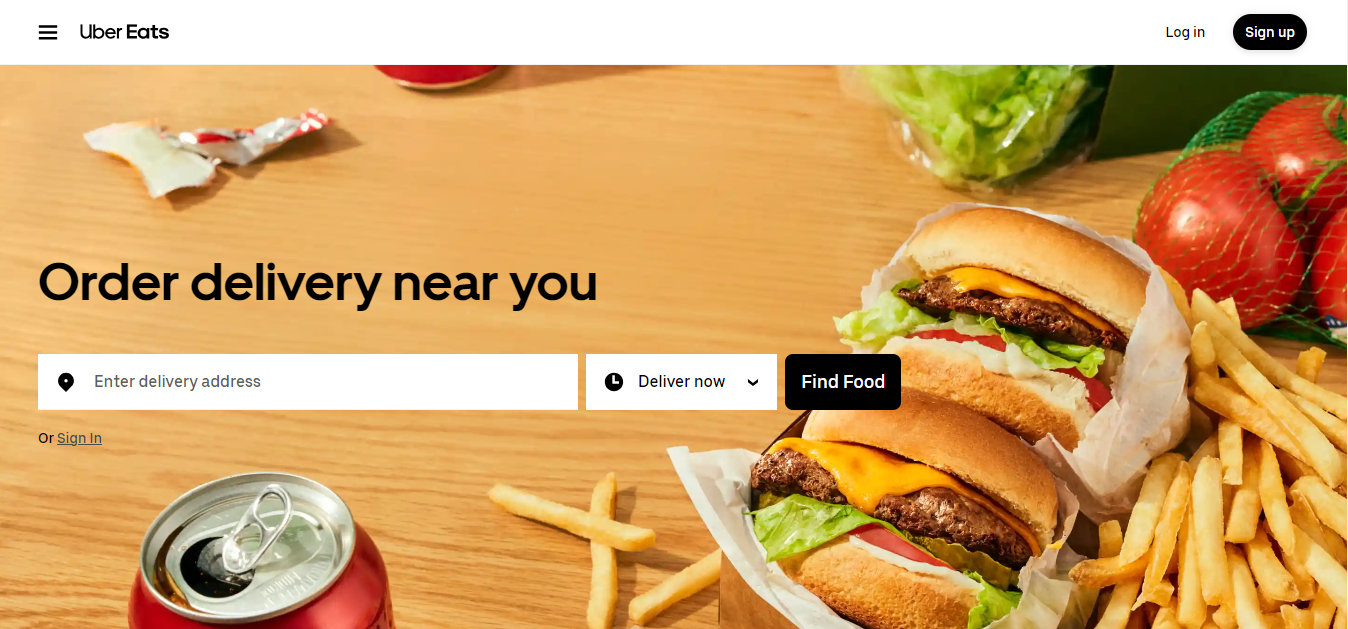 Uber Eats
Log in
Sign up
Order delivery near you
Enter delivery address
Deliver now
Find Food
Or Sign In